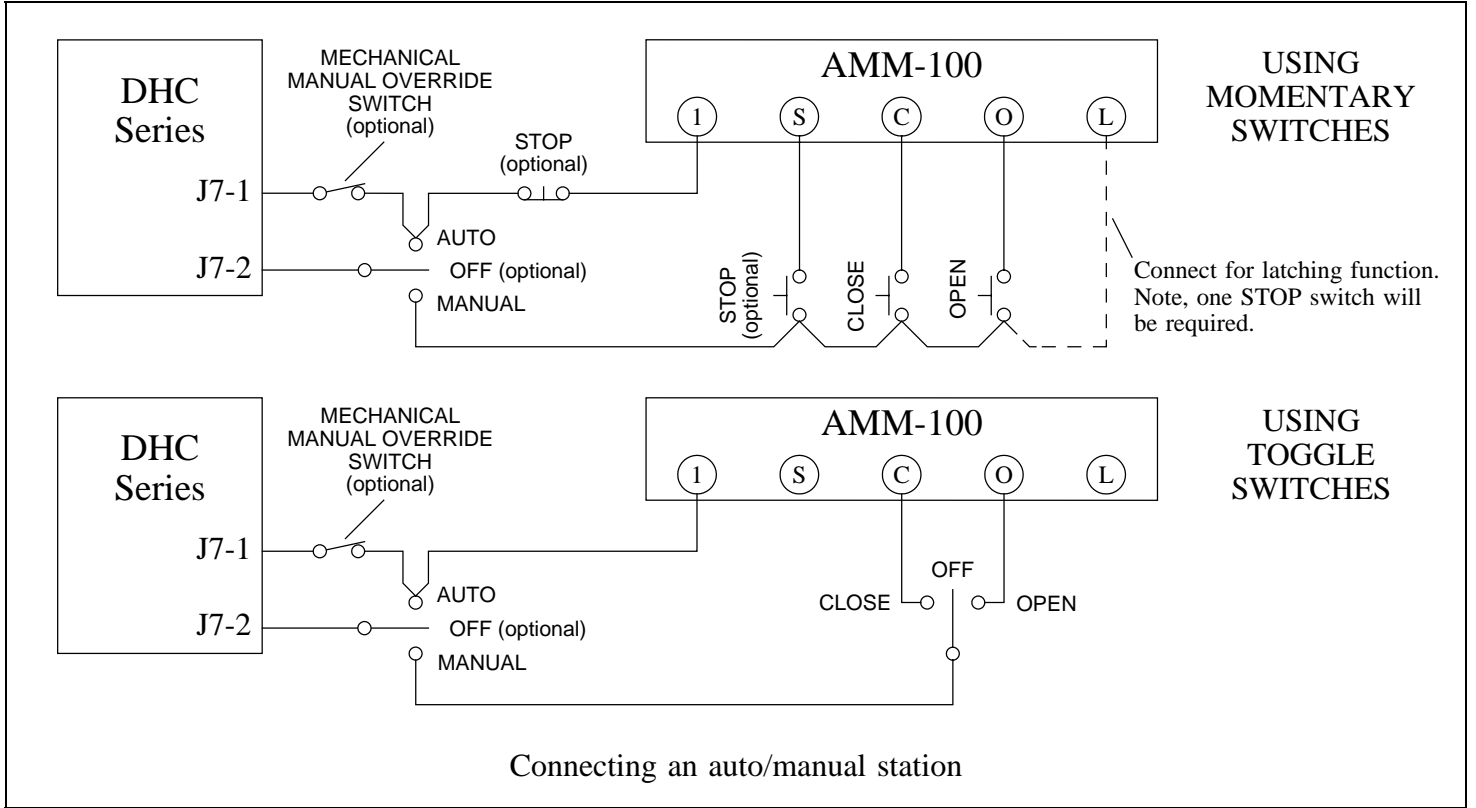 DHC
Series
J7-1
J7-2
MECHANICAL
MANUAL OVERRIDE
SWITCH
(optional)
STOP
(optional)
AUTO
OFF (optional)
MANUAL
AMM-100
1
S
C
O
L
STOP
(optional)
CLOSE
OPEN
Connect for latching function.
Note, one STOP switch will
be required.
USING
MOMENTARY
SWITCHES
DHC
Series
J7-1
J7-2
MECHANICAL
MANUAL OVERRIDE
SWITCH
(optional)
AUTO
OFF (optional)
MANUAL
AMM-100
1
S
C
O
L
OFF
CLOSE
OPEN
USING
TOGGLE
SWITCHES
Connecting an auto/manual station